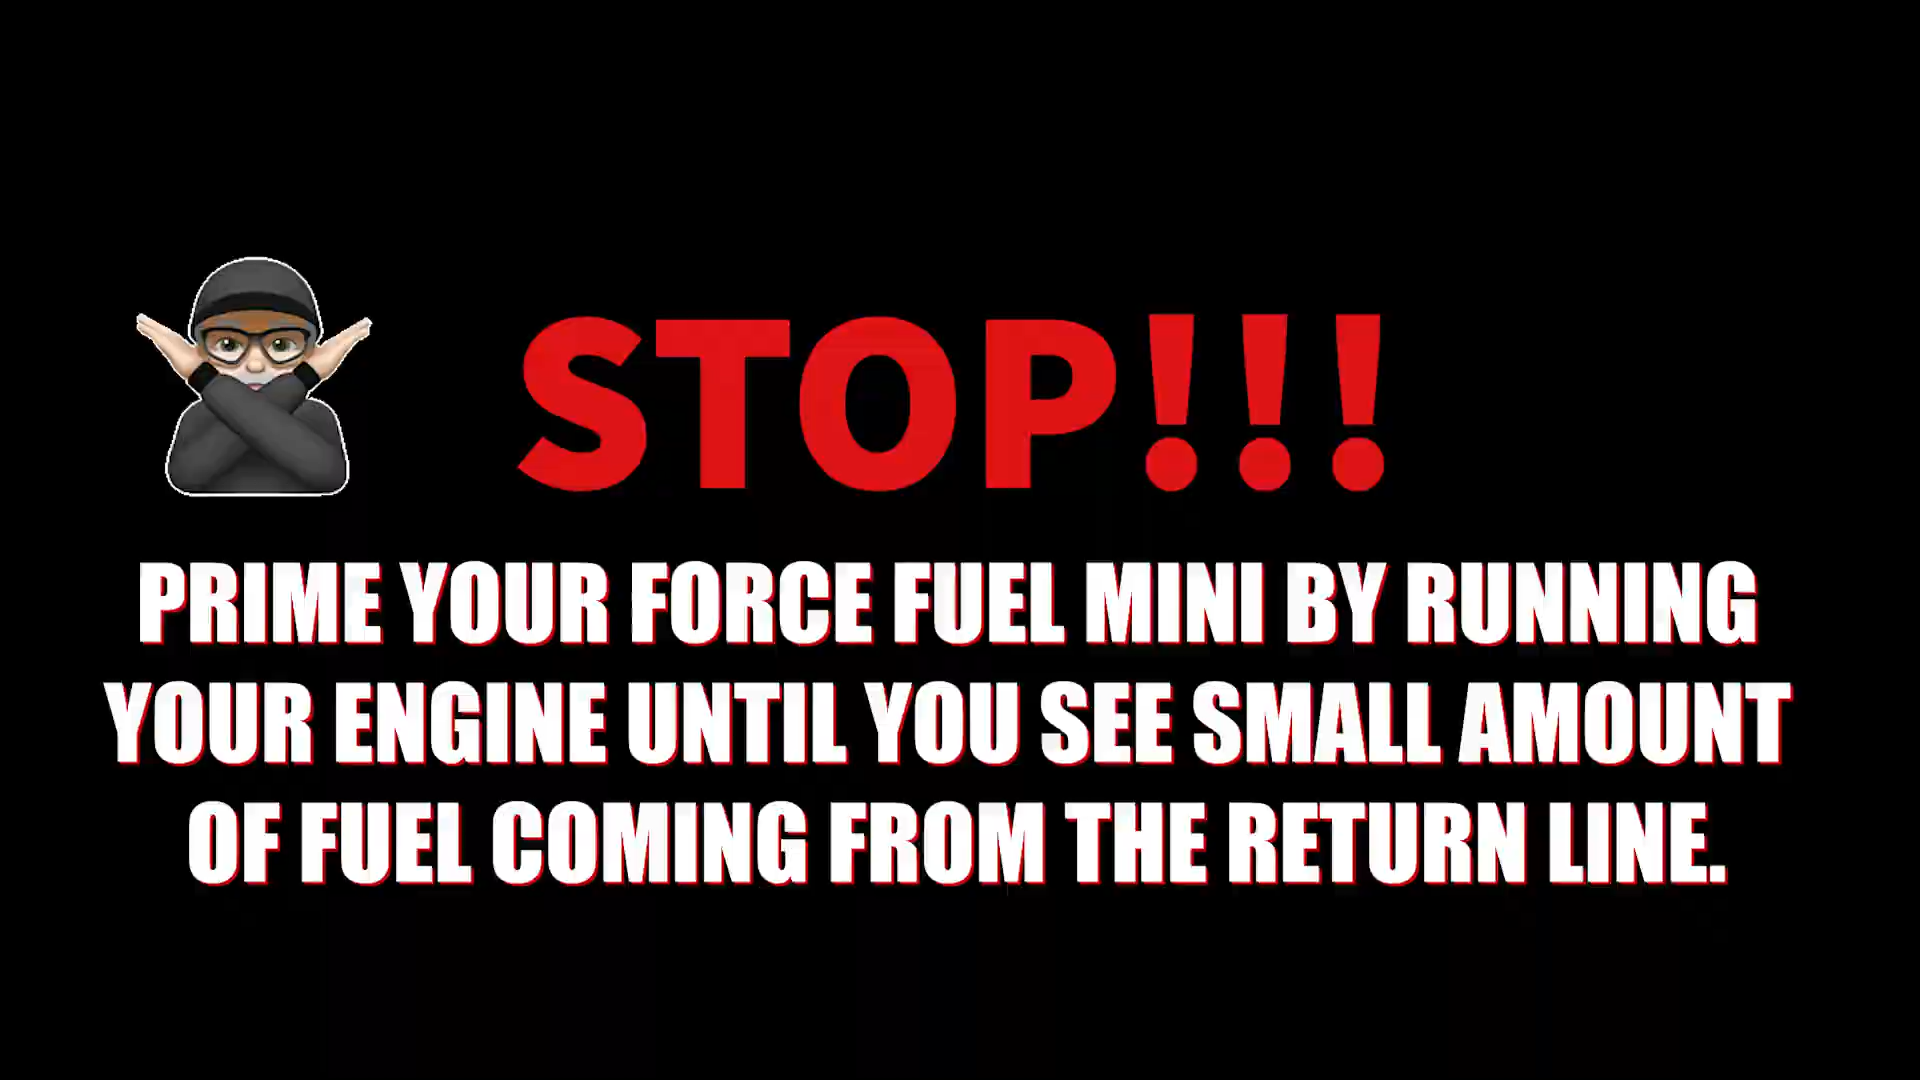 STOP!!!
PRIME YOUR FORCE FUEL MINI BY RUNNING
YOUR ENGINE UNTIL YOU SEE SMALL AMOUNT
OF FUEL COMING FROM THE RETURN LINE.